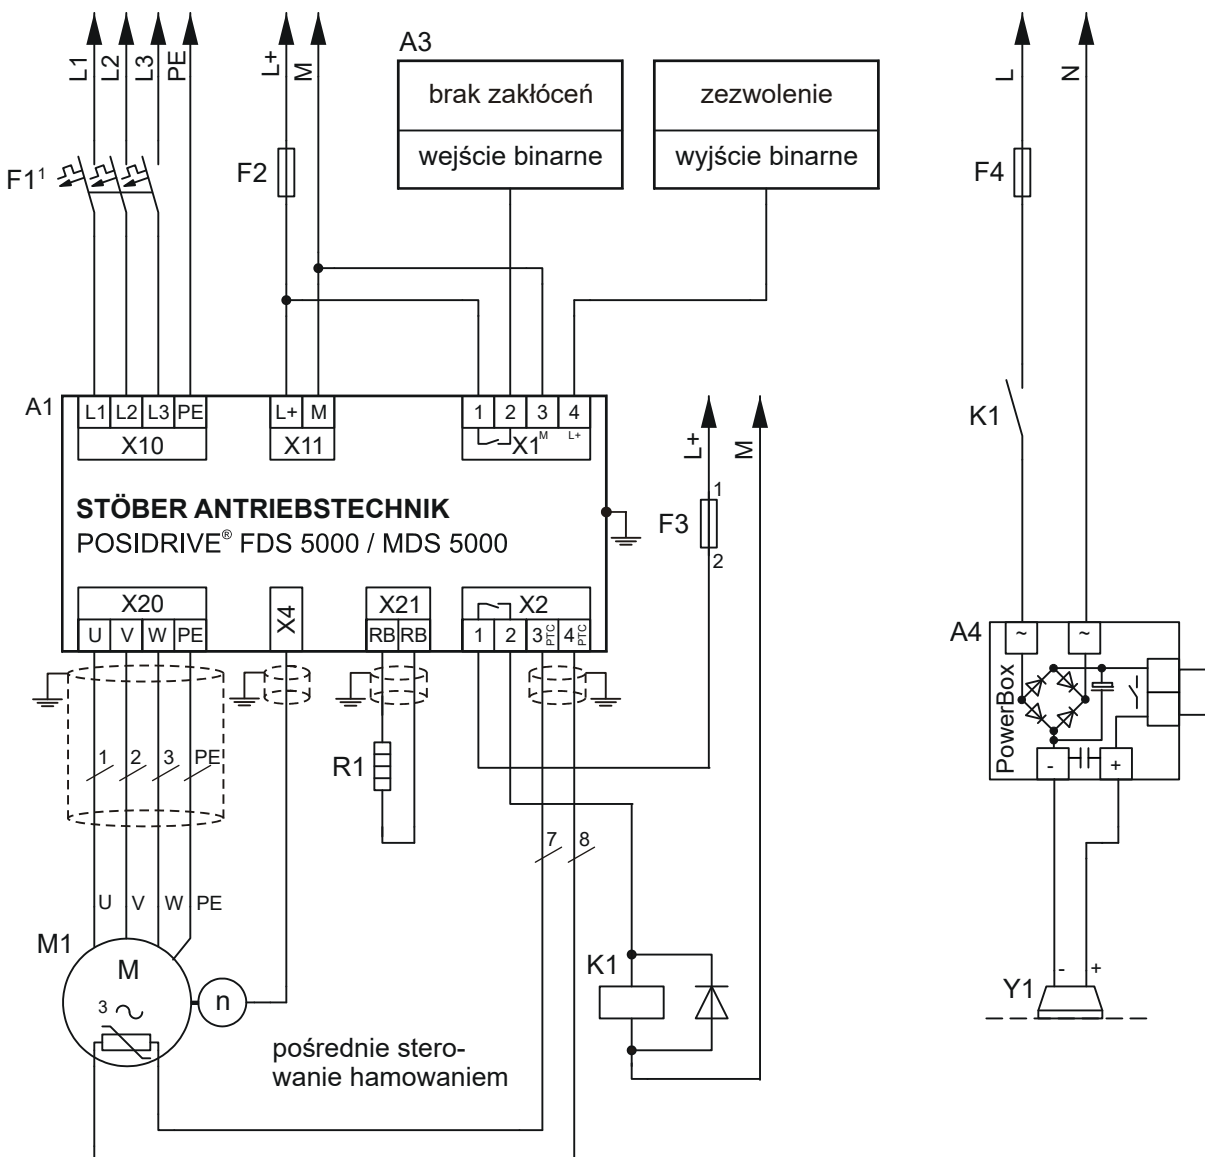 L1 L2 L3 PE L+ M
A3
brak zakłóceń
wejście binarne
zezwolenie
wyjście binarne
L N
F1¹
F2
F4
K1
A1
L1 L2 L3 PE
X10
L+ M
X11
1 2 3 4
X1 M L+
L+ M
F3
1
2
STÖBER ANTRIEBSTECHNIK
POSIDRIVE® FDS 5000 / MDS 5000
X20
U V W PE
X4
X21
RB RB
X2
1 2 3 PTC 4 PTC
A4
~ ~
PowerBox
- +
1 2 3 PE
R1
7 8
U V W PE
M1
M
3
n
K1
- +
Y1
pośrednie stero-
wanie hamowaniem